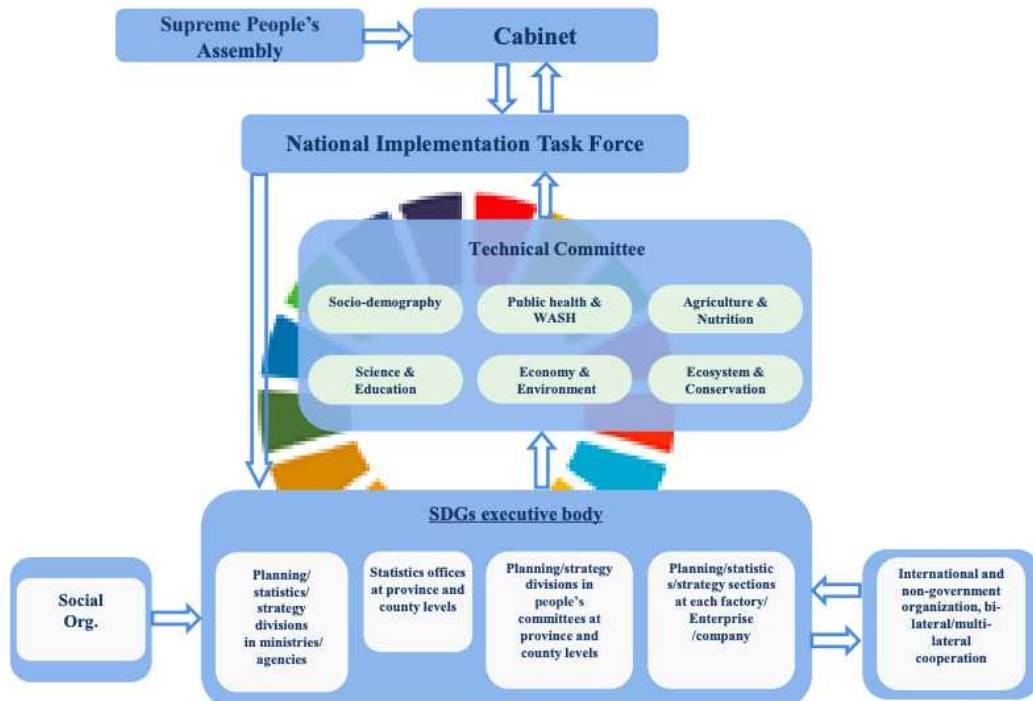 Supreme People's
Assembly
Cabinet
National Implementation Task Force
Technical Committee
Socio-demography
Public health &
WASH
Agriculture &
Nutrition
Science &
Education
Economy &
Environment
Ecosystem &
Conservation
SDGs executive body
Social
Org.
Planning/
statistics/
strategy
divisions
in ministries/
agencies
Statistics offices
at province and
county levels
Planning/strategy
divisions in
people's
committees at
province and
county levels
Planning/statistic
s/strategy sections
at each factory/
Enterprise
/company
International and
non-government
organization, bi-
lateral/multi-
lateral
cooperation